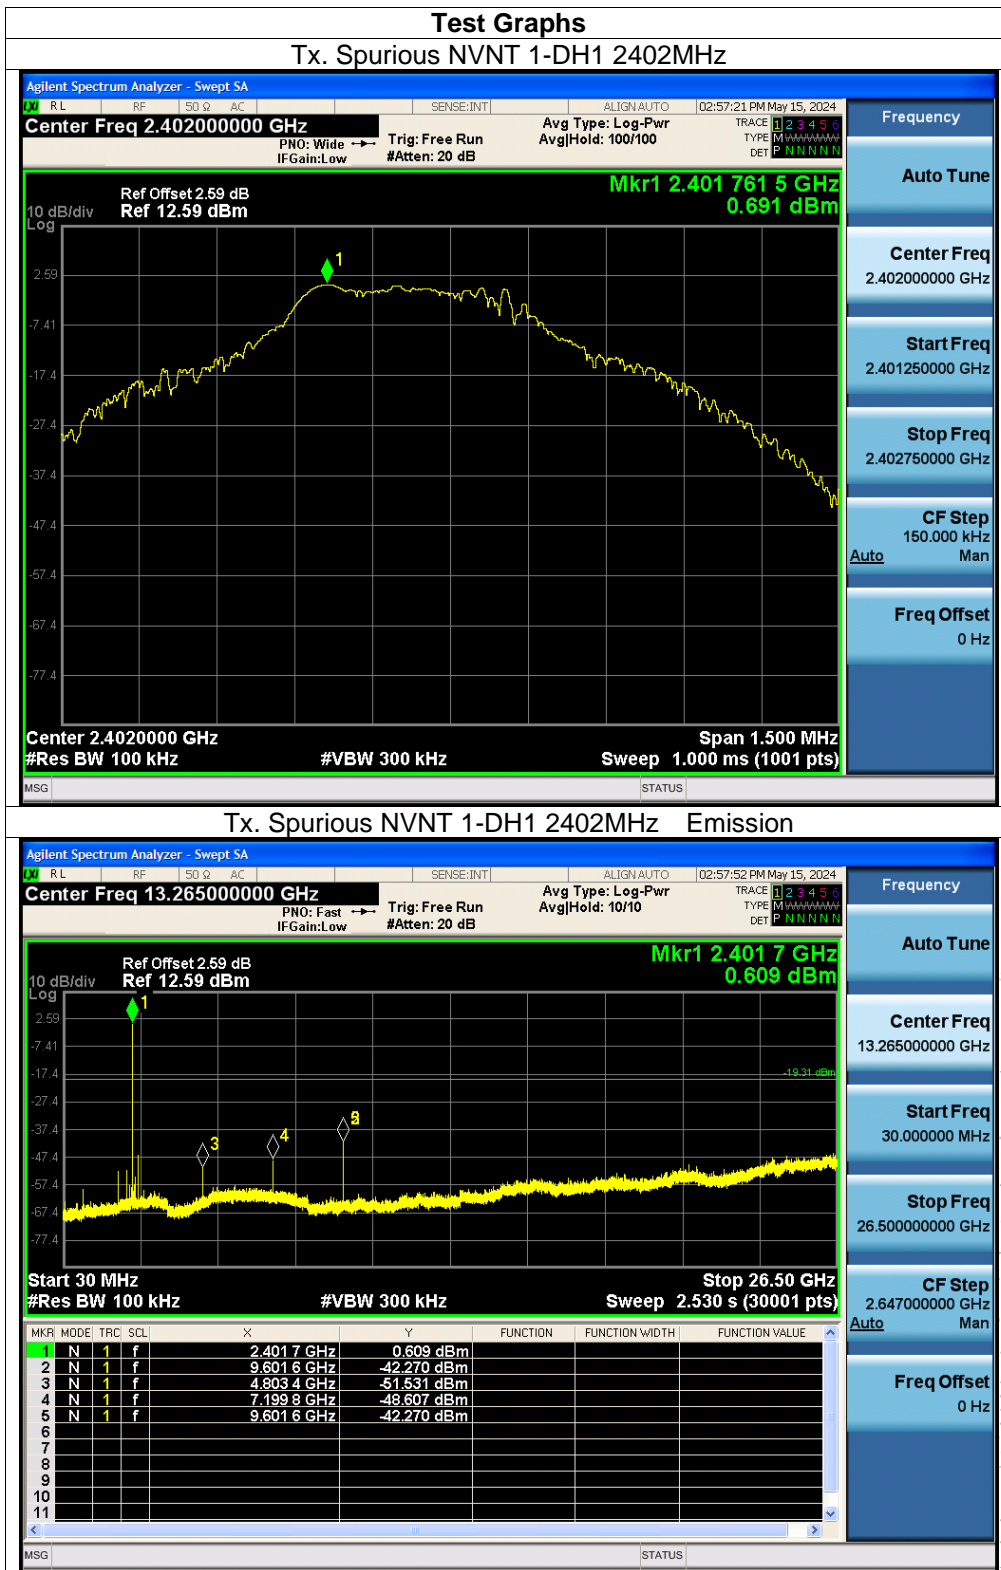 Test Graphs
Tx. Spurious NVNT 1-DH1 2402MHz
Agilent Spectrum Analyzer - Swept SA
LXI RL RF 50 Ω AC SENSE:INT ALIGNAUTO 02:57:21 PM May 15, 2024
Center Freq 2.402000000 GHz
PNO: Wide
IFGain:Low
Trig: Free Run
#Atten: 20 dB
Avg Type: Log-Pwr
Avg|Hold: 100/100
TRACE 1 2 3 4 5 6
TYPE M
DET P N N N N N
Frequency
Auto Tune
Center Freq
2.402000000 GHz
Start Freq
2.401250000 GHz
Stop Freq
2.402750000 GHz
CF Step
150.000 kHz
Auto Man
Freq Offset
0 Hz
Mkr1 2.401 761 5 GHz
0.691 dBm
Ref Offset 2.59 dB
10 dB/div Ref 12.59 dBm
Log
1
2.59
-7.41
-17.4
-27.4
-37.4
-47.4
-57.4
-67.4
-77.4
Center 2.4020000 GHz Span 1.500 MHz
#Res BW 100 kHz #VBW 300 kHz Sweep 1.000 ms (1001 pts)
MSG STATUS
Tx. Spurious NVNT 1-DH1 2402MHz Emission
Agilent Spectrum Analyzer - Swept SA
LXI RL RF 50 Ω AC SENSE:INT ALIGNAUTO 02:57:52 PM May 15, 2024
Center Freq 13.265000000 GHz
PNO: Fast
IFGain:Low
Trig: Free Run
#Atten: 20 dB
Avg Type: Log-Pwr
Avg|Hold: 10/10
TRACE 1 2 3 4 5 6
TYPE M
DET P N N N N N
Frequency
Auto Tune
Center Freq
13.265000000 GHz
Start Freq
30.000000 MHz
Stop Freq
26.500000000 GHz
CF Step
2.647000000 GHz
Auto Man
Freq Offset
0 Hz
Mkr1 2.401 7 GHz
0.609 dBm
Ref Offset 2.59 dB
10 dB/div Ref 12.59 dBm
Log
1
2.59
-7.41
-17.4
-19.31 dBm
-27.4
-37.4
3
4
-47.4
-57.4
-67.4
-77.4
Start 30 MHz Stop 26.50 GHz
#Res BW 100 kHz #VBW 300 kHz Sweep 2.530 s (30001 pts)
MKR MODE TRC SCL X Y FUNCTION FUNCTION WIDTH FUNCTION VALUE
1 N 1 f 2.401 7 GHz 0.609 dBm
2 N 1 f 9.601 6 GHz -42.270 dBm
3 N 1 f 4.803 4 GHz -51.531 dBm
4 N 1 f 7.199 8 GHz -48.607 dBm
5 N 1 f 9.601 6 GHz -42.270 dBm
6
7
8
9
10
11
MSG STATUS